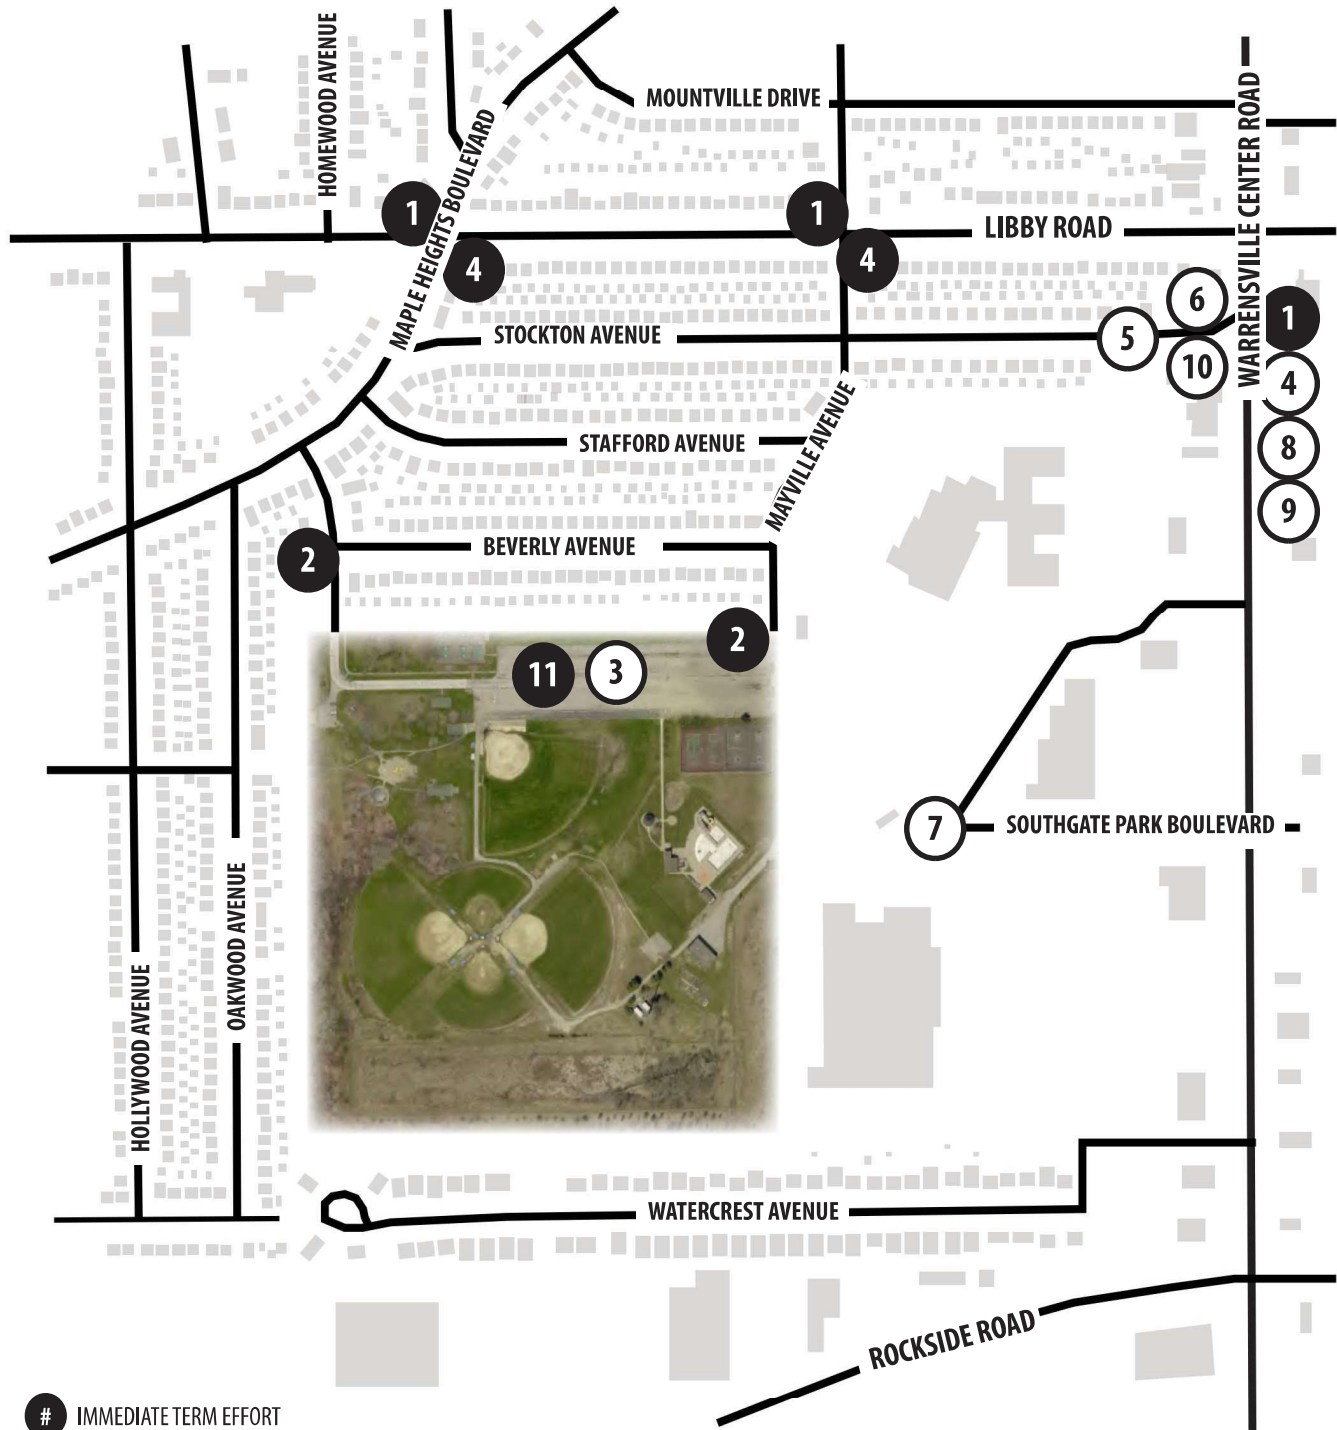 HOMEWOOD AVENUE
MAPLE HEIGHTS BOULEVARD
MOUNTVILLE DRIVE
WARRENSVILLE CENTER ROAD
1
1
LIBBY ROAD
4
4
6
1
STOCKTON AVENUE
5
10
4
STAFFORD AVENUE
MAYVILLE AVENUE
8
9
2
BEVERLY AVENUE
2
11
3
7
SOUTHGATE PARK BOULEVARD
OAKWOOD AVENUE
HOLLYWOOD AVENUE
WATERCREST AVENUE
ROCKSIDE ROAD
# IMMEDIATE TERM EFFORT